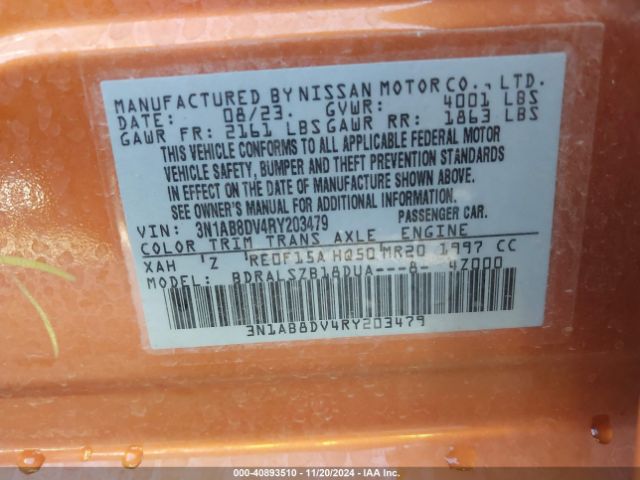 MANUFACTURED BY NISSAN MOTOR CO., LTD.
DATE: 08/23. GVWR: 4001 LBS
GAWR FR: 2161 LBS GAWR RR: 1863 LBS
THIS VEHICLE CONFORMS TO ALL APPLICABLE FEDERAL MOTOR
VEHICLE SAFETY, BUMPER AND THEFT PREVENTION STANDARDS
IN EFFECT ON THE DATE OF MANUFACTURE SHOWN ABOVE.
SEE OWNER'S MANUAL FOR ADDITIONAL INFORMATION.
VIN: 3N1AB8DV4RY203479 PASSENGER CAR.
COLOR TRIM TRANS AXLE ENGINE
XAH 'Z RE0F15A HQ50 MR20 1997 CC
MODEL: BDRALSZB18DUA---8- 4Z000
3N1AB8DV4RY203479
000-40893510 - 11/20/2024 - IAA Inc.